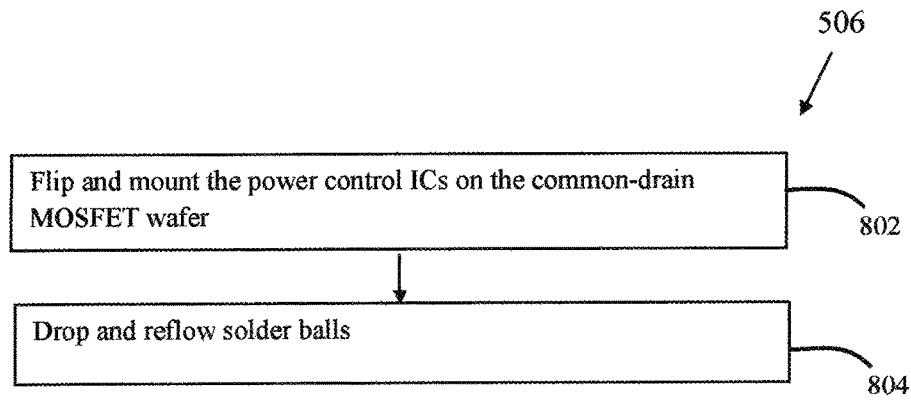 506
Flip and mount the power control ICs on the common-drain
MOSFET wafer
802
Drop and reflow solder balls
804